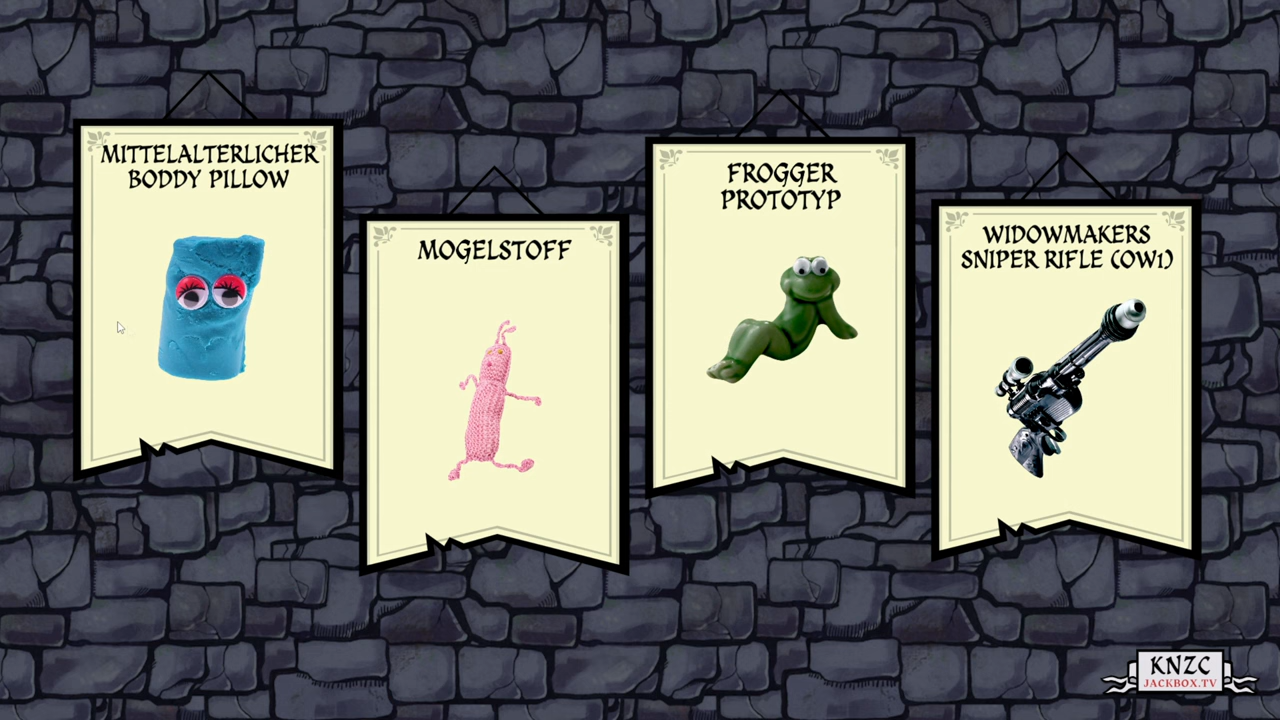 MITTELALTERLICHER
BODDY PILLOW
MOGELSTOFF
FROGGER
PROTOTYP
WIDOWMAKERS
SNIPER RIFLE (OW1)
KNZC
JACKBOX.TV